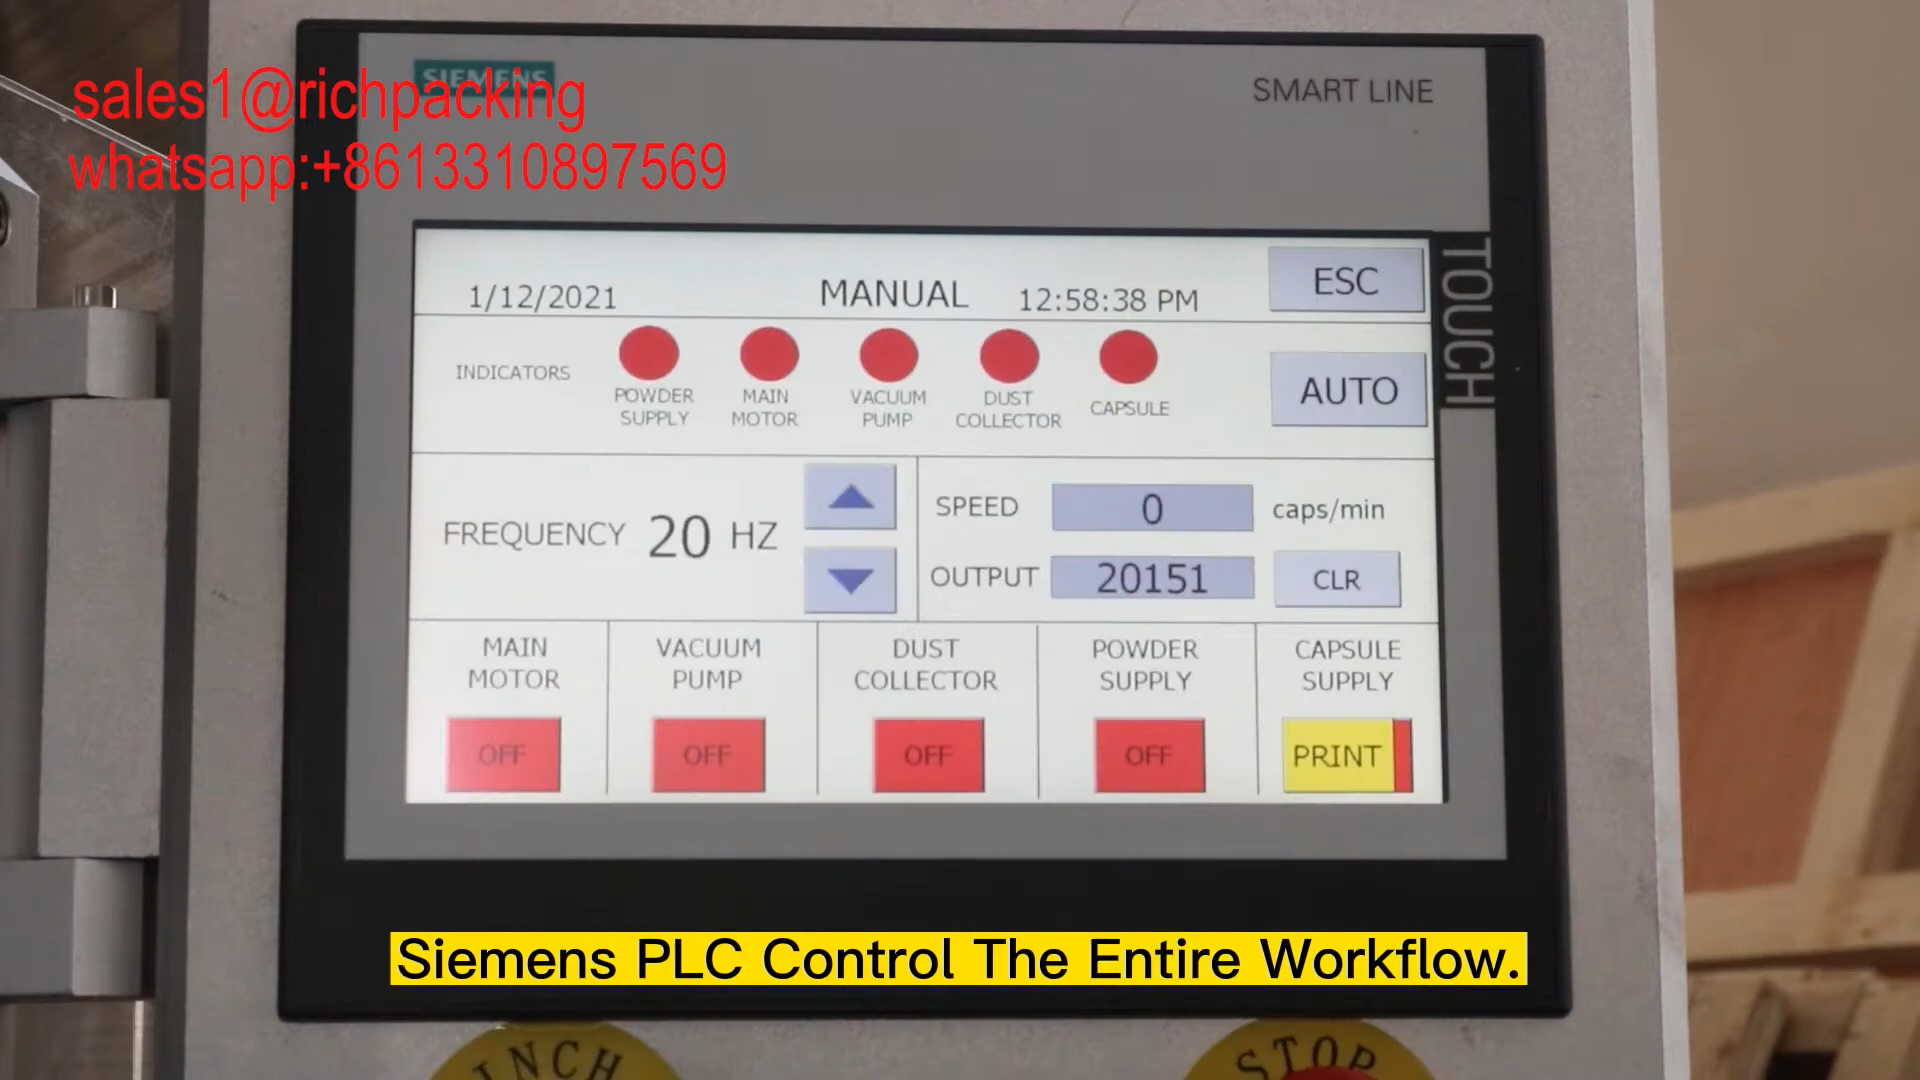 SIEMENS
SMART LINE
sales1@richpacking
whatsapp:+8613310897569
TOUCH
1/12/2021 MANUAL 12:58:38 PM ESC
INDICATORS
POWDER SUPPLY
MAIN MOTOR
VACUUM PUMP
DUST COLLECTOR
CAPSULE
AUTO
FREQUENCY 20 HZ
SPEED 0 caps/min
OUTPUT 20151 CLR
MAIN MOTOR
VACUUM PUMP
DUST COLLECTOR
POWDER SUPPLY
CAPSULE SUPPLY
OFF OFF OFF OFF PRINT
Siemens PLC Control The Entire Workflow.
INCH
STOP